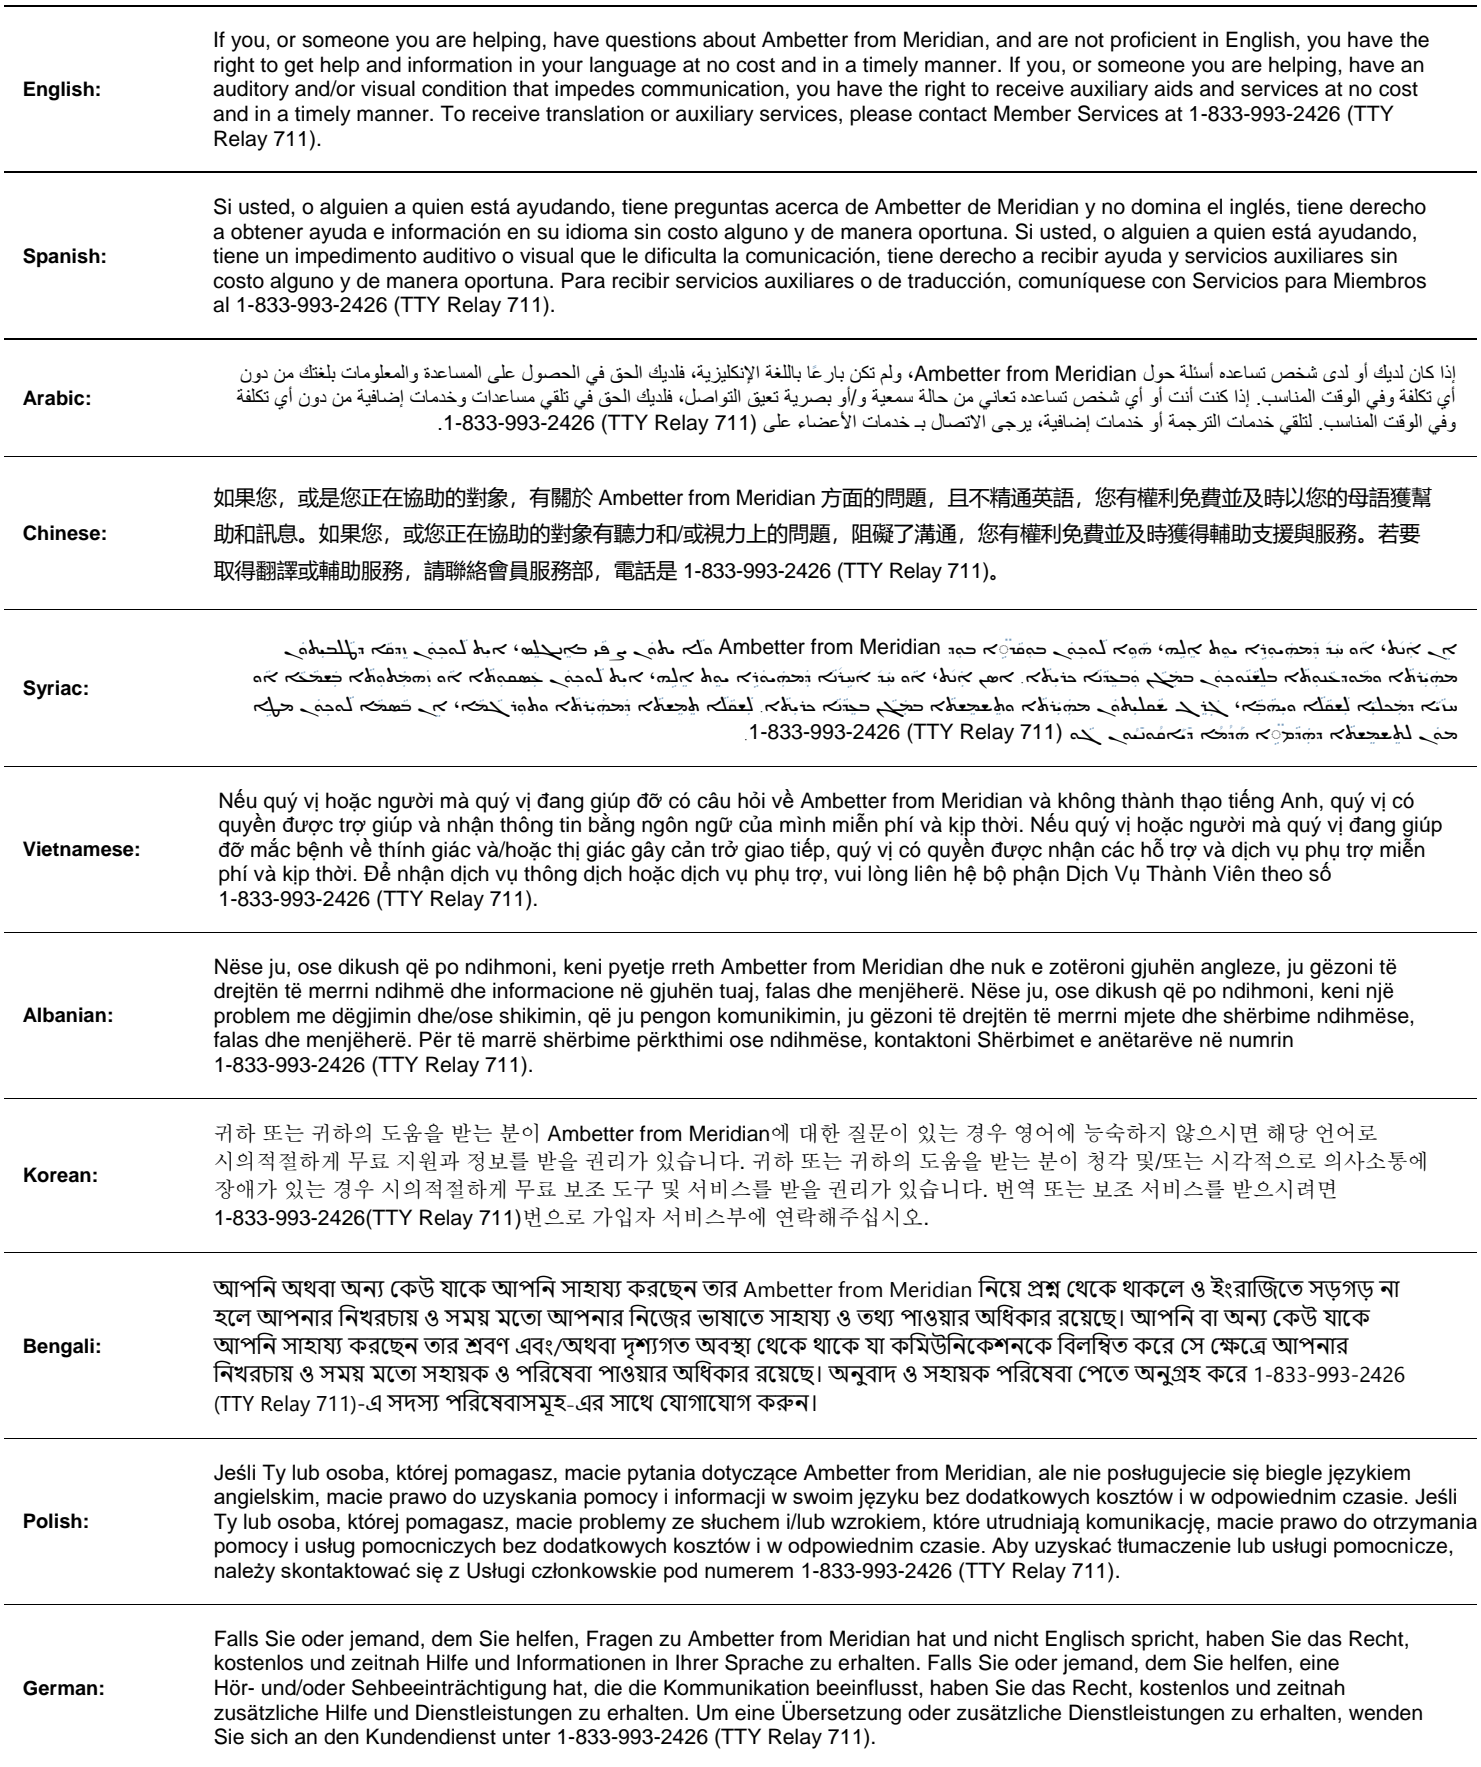 English:
If you, or someone you are helping, have questions about Ambetter from Meridian, and are not proficient in English, you have the
right to get help and information in your language at no cost and in a timely manner. If you, or someone you are helping, have an
auditory and/or visual condition that impedes communication, you have the right to receive auxiliary aids and services at no cost
and in a timely manner. To receive translation or auxiliary services, please contact Member Services at 1-833-993-2426 (TTY
Relay 711).
Spanish:
Si usted, o alguien a quien está ayudando, tiene preguntas acerca de Ambetter de Meridian y no domina el inglés, tiene derecho
a obtener ayuda e información en su idioma sin costo alguno y de manera oportuna. Si usted, o alguien a quien está ayudando,
tiene un impedimento auditivo o visual que le dificulta la comunicación, tiene derecho a recibir ayuda y servicios auxiliares sin
costo alguno y de manera oportuna. Para recibir servicios auxiliares o de traducción, comuníquese con Servicios para Miembros
al 1-833-993-2426 (TTY Relay 711).
Arabic:
إذا كان لديك أو لدى شخص تساعده أسئلة حول Ambetter from Meridian، ولم تكن بارعًا باللغة الإنكليزية، فلديك الحق في الحصول على المساعدة والمعلومات بلغتك من دون
أي تكلفة وفي الوقت المناسب. إذا كنت أنت أو أي شخص تساعده تعاني من حالة سمعية و/أو بصرية تعيق التواصل، فلديك الحق في تلقي مساعدات وخدمات إضافية من دون أي تكلفة
وفي الوقت المناسب. لتلقي خدمات الترجمة أو خدمات إضافية، يرجى الاتصال بـ خدمات الأعضاء على 1-833-993-2426 (TTY Relay 711).
Chinese:
如果您，或是您正在協助的對象，有關於 Ambetter from Meridian 方面的問題，且不精通英語，您有權利免費並及時以您的母語獲幫
助和訊息。如果您，或您正在協助的對象有聽力和/或視力上的問題，阻礙了溝通，您有權利免費並及時獲得輔助支援與服務。若要
取得翻譯或輔助服務，請聯絡會員服務部，電話是 1-833-993-2426 (TTY Relay 711)。
Syriac:
Ambetter from Meridian
1-833-993-2426 (TTY Relay 711).
Vietnamese:
Nếu quý vị hoặc người mà quý vị đang giúp đỡ có câu hỏi về Ambetter from Meridian và không thành thạo tiếng Anh, quý vị có
quyền được trợ giúp và nhận thông tin bằng ngôn ngữ của mình miễn phí và kịp thời. Nếu quý vị hoặc người mà quý vị đang giúp
đỡ mắc bệnh về thính giác và/hoặc thị giác gây cản trở giao tiếp, quý vị có quyền được nhận các hỗ trợ và dịch vụ phụ trợ miễn
phí và kịp thời. Để nhận dịch vụ thông dịch hoặc dịch vụ phụ trợ, vui lòng liên hệ bộ phận Dịch Vụ Thành Viên theo số
1-833-993-2426 (TTY Relay 711).
Albanian:
Nëse ju, ose dikush që po ndihmoni, keni pyetje rreth Ambetter from Meridian dhe nuk e zotëroni gjuhën angleze, ju gëzoni të
drejtën të merrni ndihmë dhe informacione në gjuhën tuaj, falas dhe menjëherë. Nëse ju, ose dikush që po ndihmoni, keni një
problem me dëgjimin dhe/ose shikimin, që ju pengon komunikimin, ju gëzoni të drejtën të merrni mjete dhe shërbime ndihmëse,
falas dhe menjëherë. Për të marrë shërbime përkthimi ose ndihmëse, kontaktoni Shërbimet e anëtarëve në numrin
1-833-993-2426 (TTY Relay 711).
Korean:
귀하 또는 귀하의 도움을 받는 분이 Ambetter from Meridian에 대한 질문이 있는 경우 영어에 능숙하지 않으시면 해당 언어로
시의적절하게 무료 지원과 정보를 받을 권리가 있습니다. 귀하 또는 귀하의 도움을 받는 분이 청각 및/또는 시각적으로 의사소통에
장애가 있는 경우 시의적절하게 무료 보조 도구 및 서비스를 받을 권리가 있습니다. 번역 또는 보조 서비스를 받으시려면
1-833-993-2426(TTY Relay 711)번으로 가입자 서비스부에 연락해주십시오.
Bengali:
আপনি অথবা অন্য কেউ যাকে আপনি সাহায্য করছেন তার Ambetter from Meridian নিয়ে প্রশ্ন থেকে থাকলে ও ইংরাজিতে সড়গড় না
হলে আপনার নিখরচায় ও সময় মতো আপনার নিজের ভাষাতে সাহায্য ও তথ্য পাওয়ার অধিকার রয়েছে। আপনি বা অন্য কেউ যাকে
আপনি সাহায্য করছেন তার শ্রবণ এবং/অথবা দৃশ্যগত অবস্থা থেকে থাকে যা কমিউনিকেশনকে বিলম্বিত করে সে ক্ষেত্রে আপনার
নিখরচায় ও সময় মতো সহায়ক ও পরিষেবা পাওয়ার অধিকার রয়েছে। অনুবাদ ও সহায়ক পরিষেবা পেতে অনুগ্রহ করে 1-833-993-2426
(TTY Relay 711)-এ সদস্য পরিষেবাসমূহ-এর সাথে যোগাযোগ করুন।
Polish:
Jeśli Ty lub osoba, której pomagasz, macie pytania dotyczące Ambetter from Meridian, ale nie posługujecie się biegle językiem
angielskim, macie prawo do uzyskania pomocy i informacji w swoim języku bez dodatkowych kosztów i w odpowiednim czasie. Jeśli
Ty lub osoba, której pomagasz, macie problemy ze słuchem i/lub wzrokiem, które utrudniają komunikację, macie prawo do otrzymania
pomocy i usług pomocniczych bez dodatkowych kosztów i w odpowiednim czasie. Aby uzyskać tłumaczenie lub usługi pomocnicze,
należy skontaktować się z Usługi członkowskie pod numerem 1-833-993-2426 (TTY Relay 711).
German:
Falls Sie oder jemand, dem Sie helfen, Fragen zu Ambetter from Meridian hat und nicht Englisch spricht, haben Sie das Recht,
kostenlos und zeitnah Hilfe und Informationen in Ihrer Sprache zu erhalten. Falls Sie oder jemand, dem Sie helfen, eine
Hör- und/oder Sehbeeinträchtigung hat, die die Kommunikation beeinflusst, haben Sie das Recht, kostenlos und zeitnah
zusätzliche Hilfe und Dienstleistungen zu erhalten. Um eine Übersetzung oder zusätzliche Dienstleistungen zu erhalten, wenden
Sie sich an den Kundendienst unter 1-833-993-2426 (TTY Relay 711).